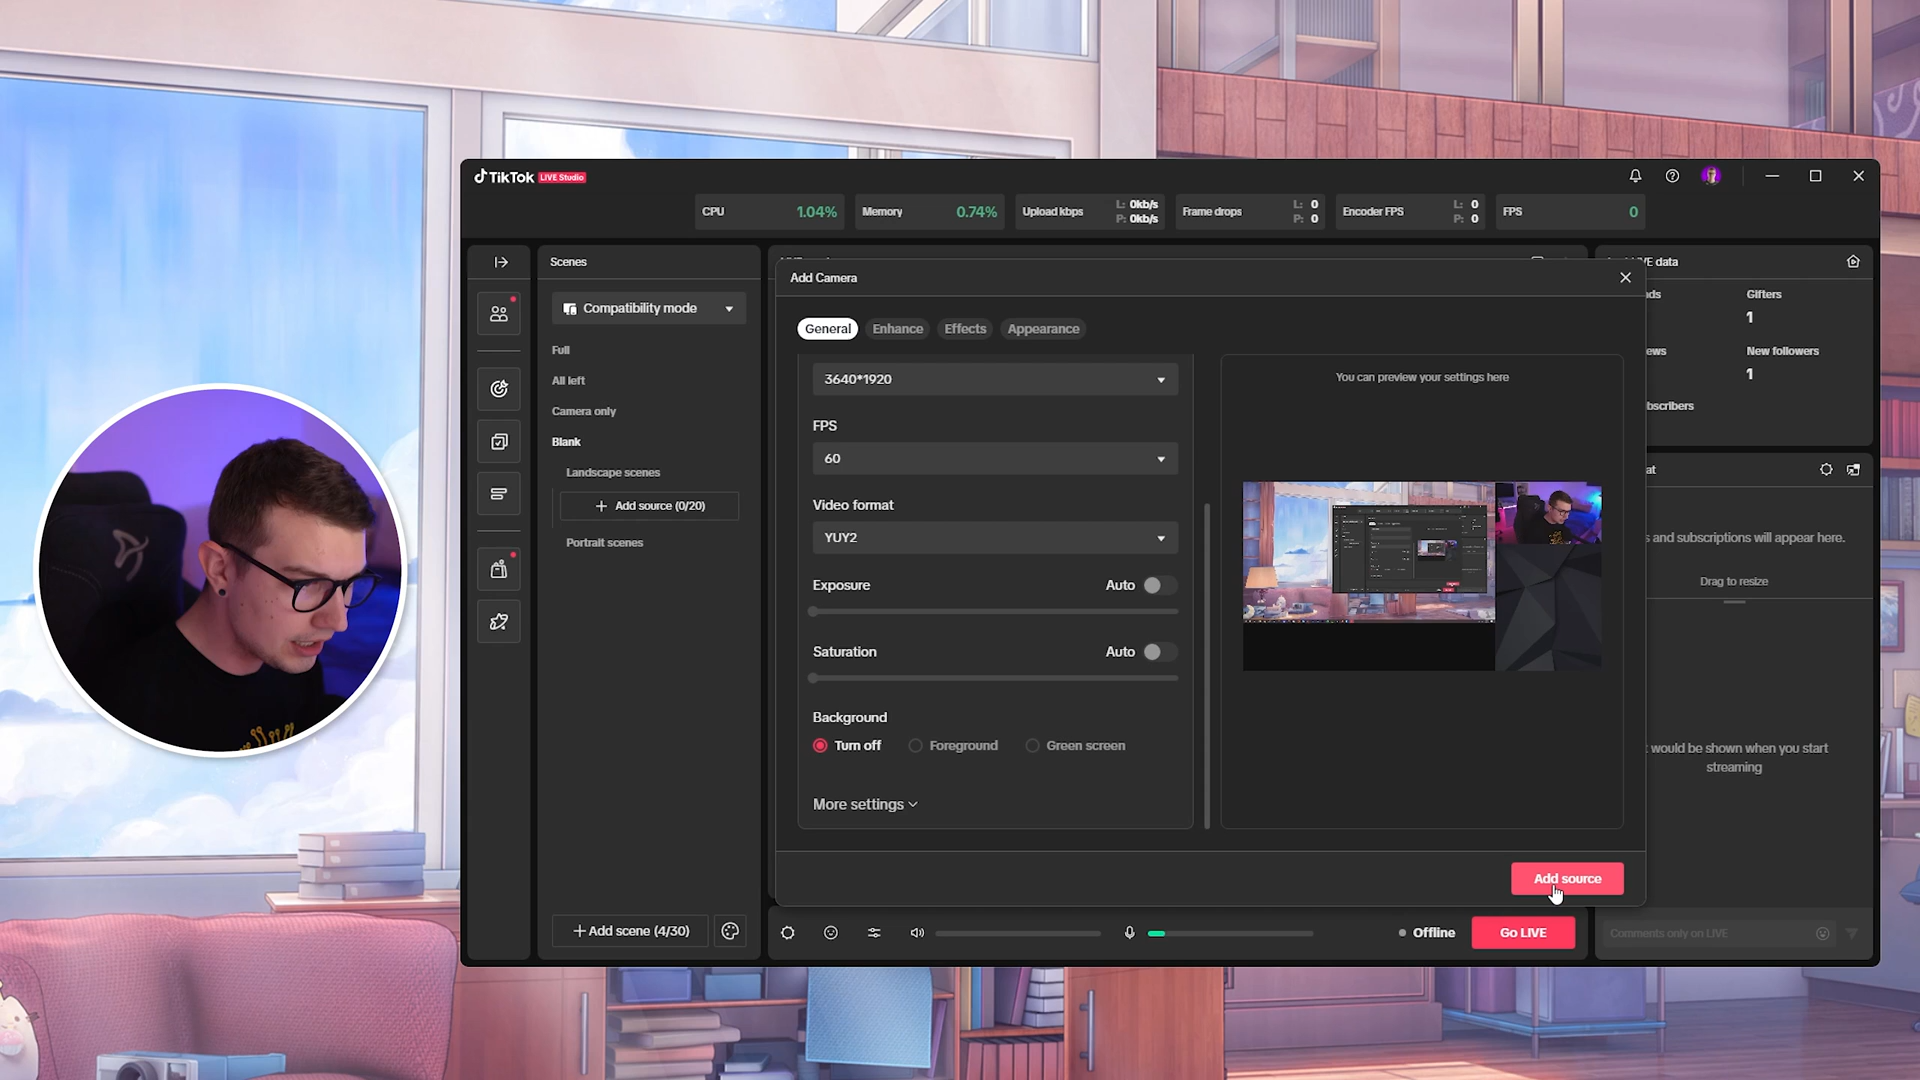 TikTok LIVE Studio
CPU 1.04%
Memory 0.74%
Upload kbps L: 0kb/s P: 0kb/s
Frame drops L: 0 P: 0
Encoder FPS L: 0 P: 0
FPS 0
Scenes
Compatibility mode
Full
All left
Camera only
Blank
Landscape scenes
Add source (0/20)
Portrait scenes
Add scene (4/30)
Add Camera
General Enhance Effects Appearance
3640*1920
FPS
60
Video format
YUY2
Exposure Auto
Saturation Auto
Background
Turn off Foreground Green screen
More settings
You can preview your settings here
Add source
Offline
Go LIVE
data
Gifters
1
New followers
1
s and subscriptions will appear here.
Drag to resize
would be shown when you start
streaming
Comments only on LIVE